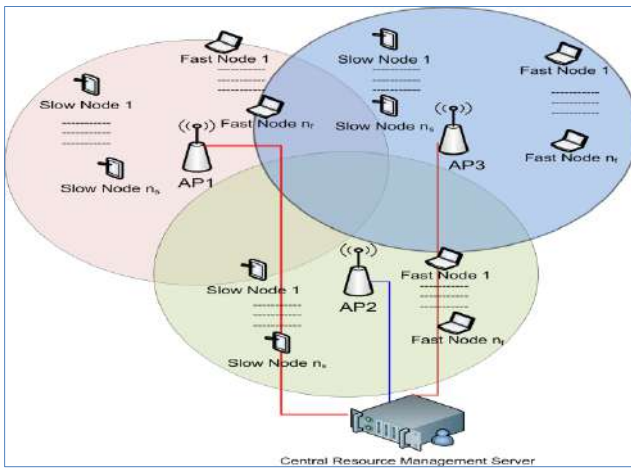 Fast Node 1
Slow Node 1
Fast Node nf
AP1
Slow Node ns
Slow Node 1
Slow Node ns
AP3
Fast Node 1
Fast Node nf
Slow Node 1
AP2
Slow Node ns
Fast Node 1
Fast Node nf
Central Resource Management Server